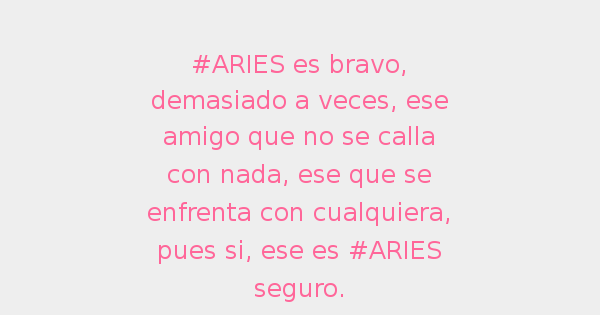 #ARIES es bravo,
demasiado a veces, ese
amigo que no se calla
con nada, ese que se
enfrenta con cualquiera,
pues si, ese es #ARIES
seguro.